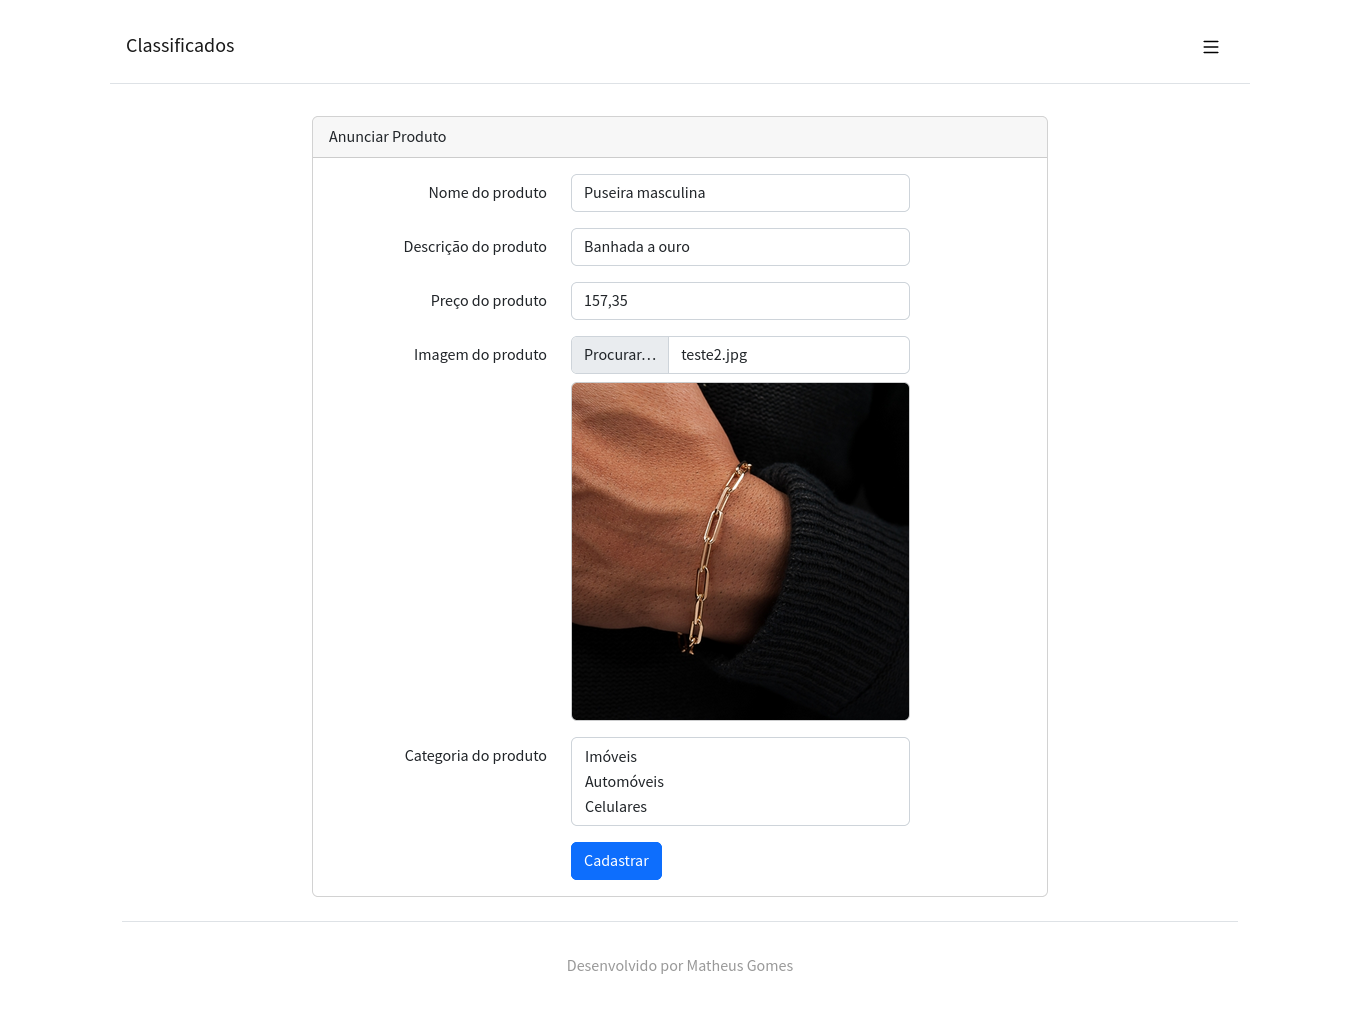 Classificados
Anunciar Produto
Nome do produto
Puseira masculina
Descrição do produto
Banhada a ouro
Preço do produto
157,35
Imagem do produto
Procurar... teste2.jpg
Categoria do produto
Imóveis
Automóveis
Celulares
Cadastrar
Desenvolvido por Matheus Gomes